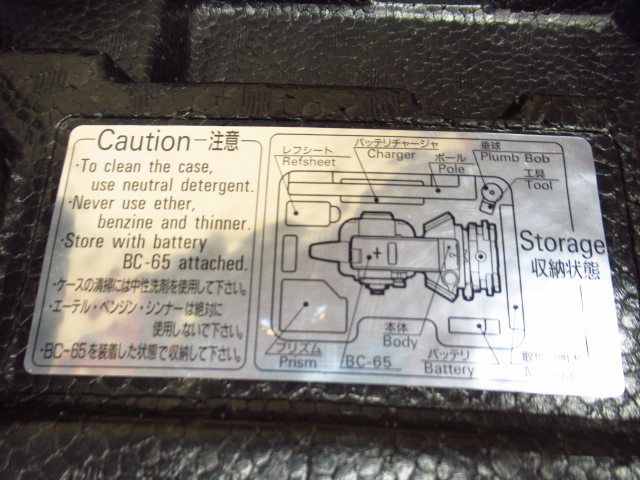 Caution 注意
·To clean the case,
use neutral detergent.
·Never use ether,
benzine and thinner.
·Store with battery
BC-65 attached.
·ケースの清掃には中性洗剤を使用して下さい。
·エーテル・ベンジン・シンナーは絶対に
使用しないで下さい。
·BC-65を装着した状態で収納して下さい。
レフシート
Refsheet
バッテリチャージャ
Charger
ポール
Pole
垂球
Plumb Bob
工具
Tool
Storage
収納状態
プリズム
Prism
BC-65
本体
Body
バッテリ
Battery